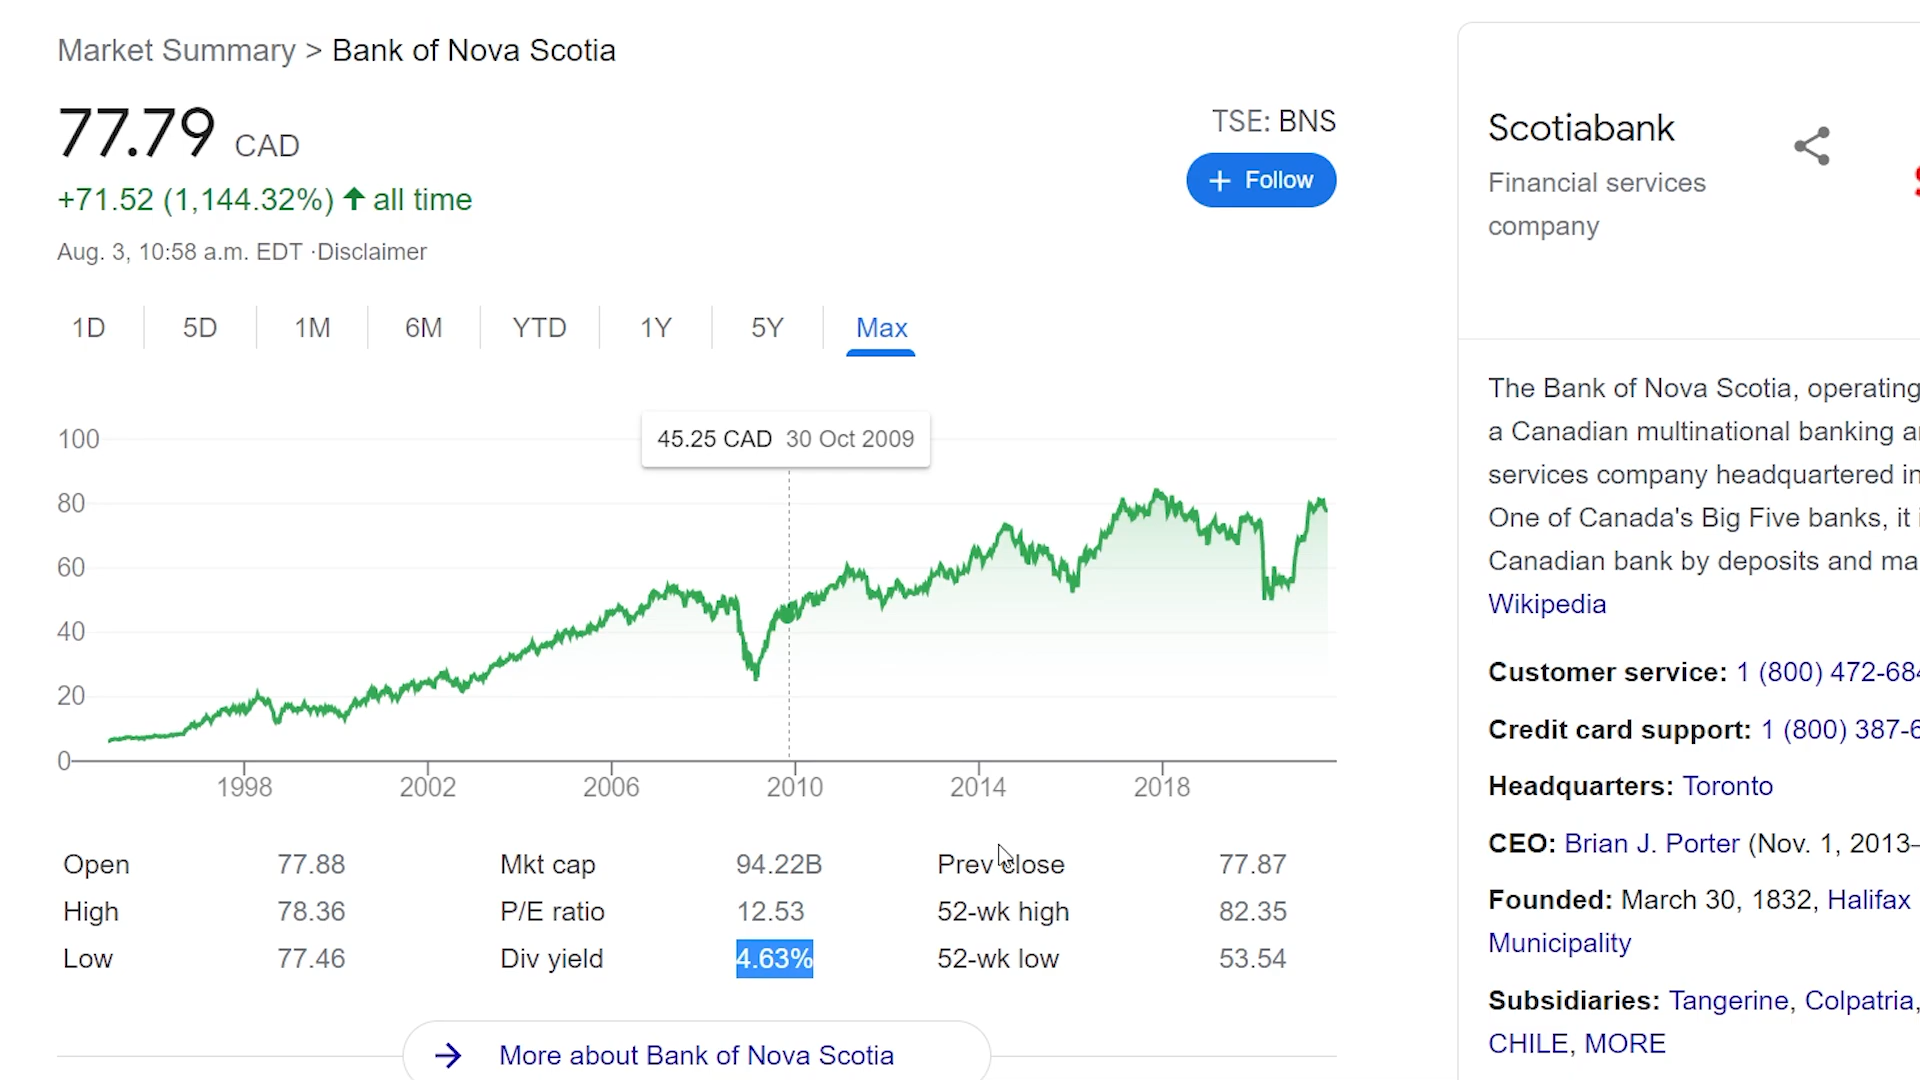 Market Summary > Bank of Nova Scotia
77.79 CAD
+71.52 (1,144.32%) ↑ all time
Aug. 3, 10:58 a.m. EDT ·Disclaimer
TSE: BNS
+ Follow
1D 5D 1M 6M YTD 1Y 5Y Max
45.25 CAD 30 Oct 2009
100
80
60
40
20
0
1998 2002 2006 2010 2014 2018
Open 77.88 Mkt cap 94.22B Prev close 77.87
High 78.36 P/E ratio 12.53 52-wk high 82.35
Low 77.46 Div yield 4.63% 52-wk low 53.54
→ More about Bank of Nova Scotia
Scotiabank
Financial services
company
The Bank of Nova Scotia, operating
a Canadian multinational banking
services company headquartered in
One of Canada's Big Five banks, it
Canadian bank by deposits and
Wikipedia
Customer service: 1 (800) 472-68
Credit card support: 1 (800) 387-
Headquarters: Toronto
CEO: Brian J. Porter (Nov. 1, 2013–
Founded: March 30, 1832, Halifax
Municipality
Subsidiaries: Tangerine, Colpatria,
CHILE, MORE